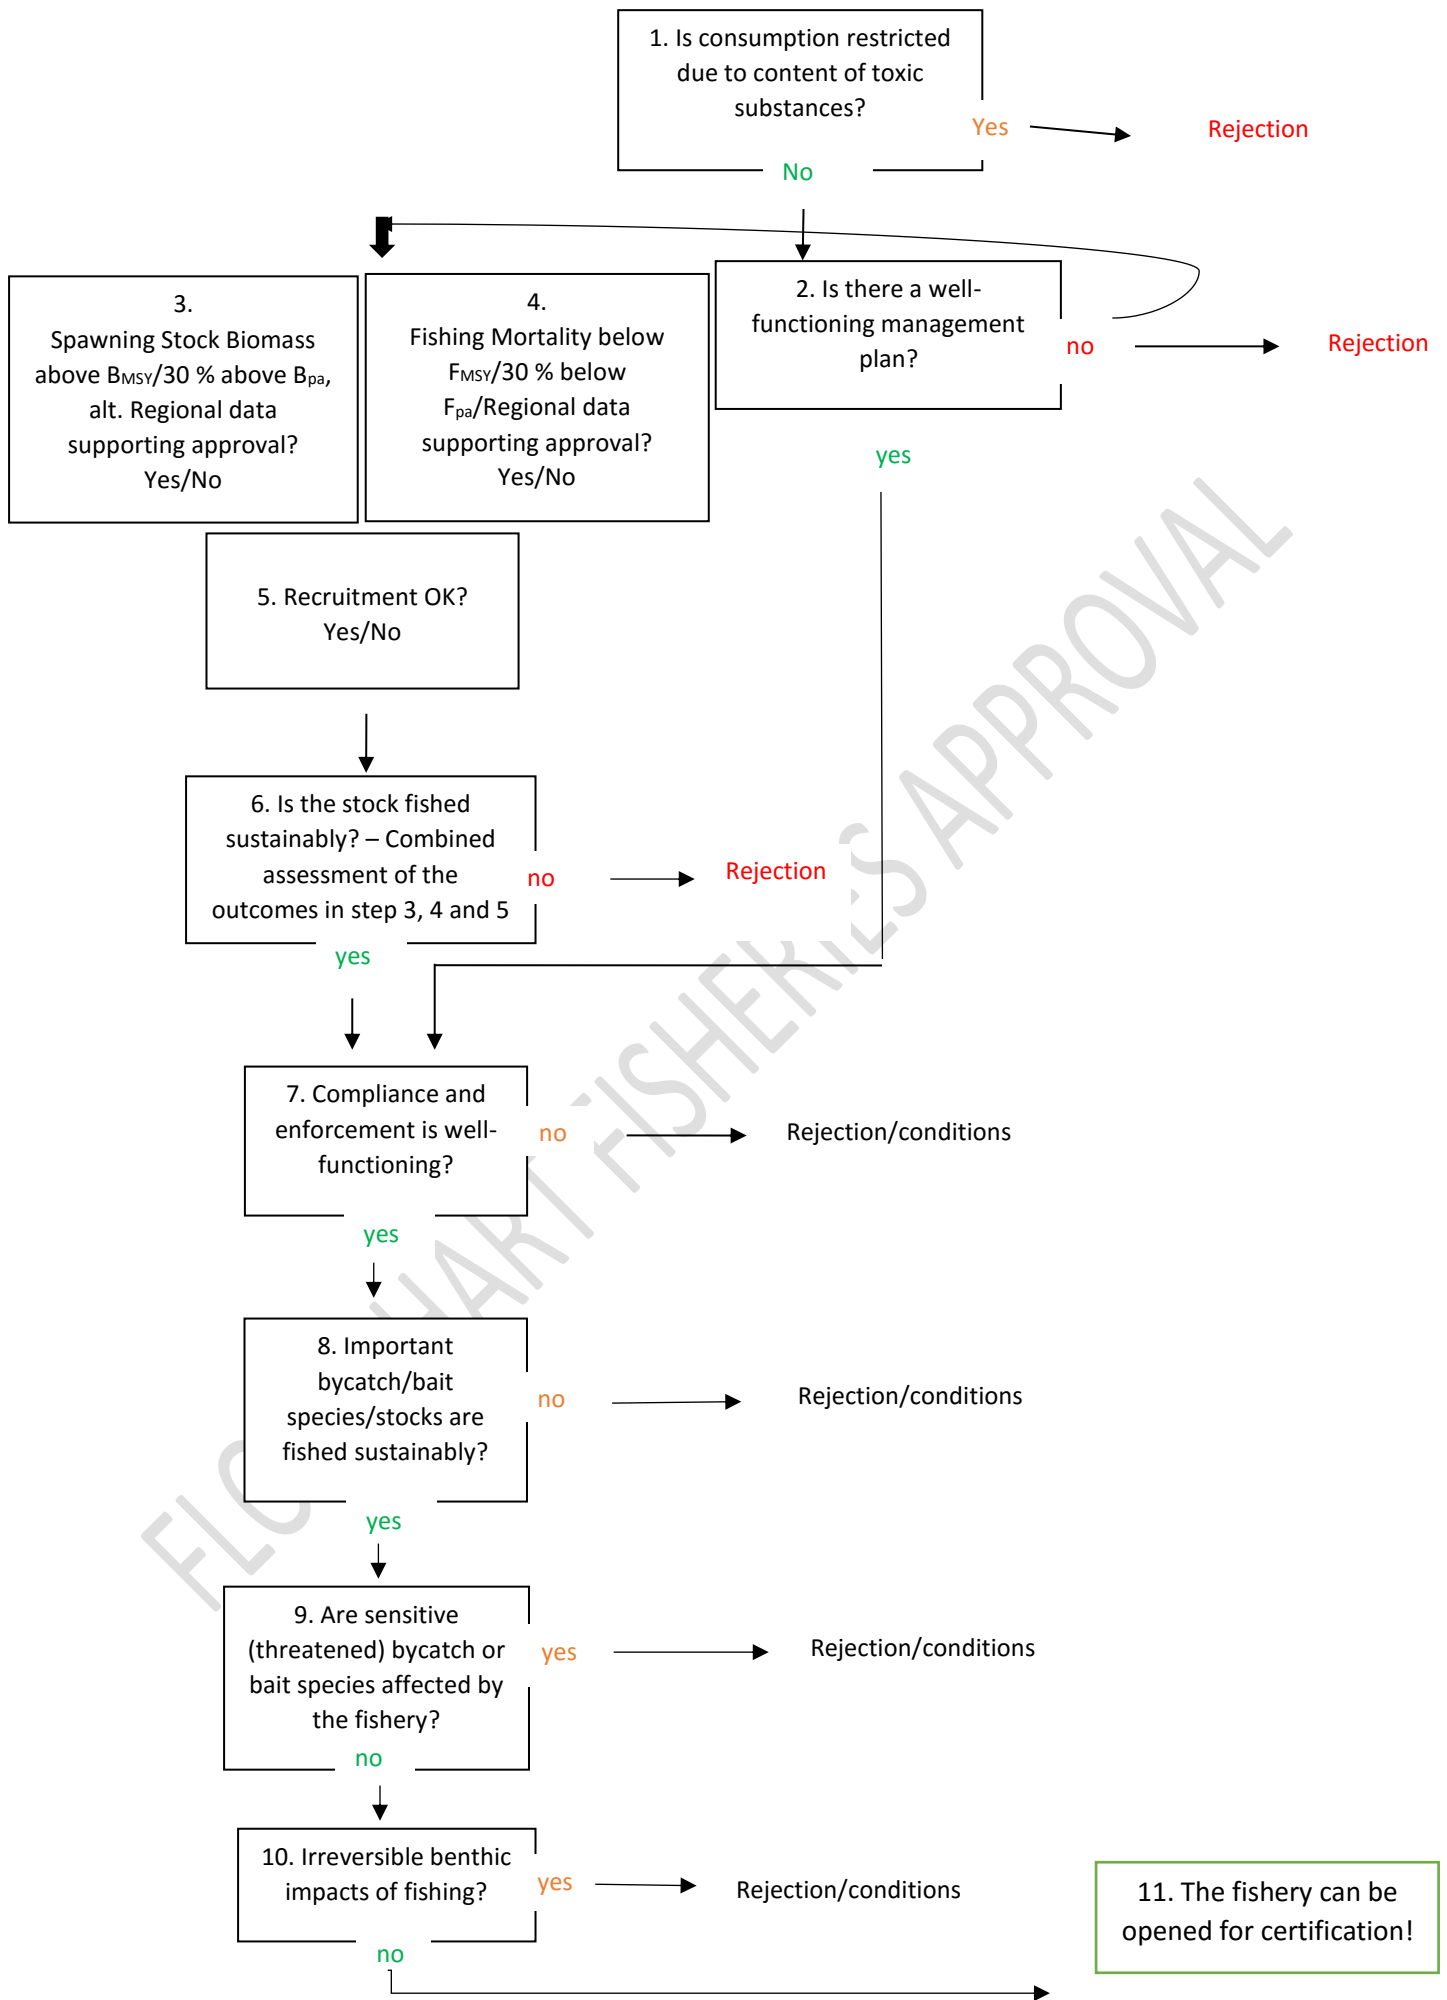 1. Is consumption restricted
due to content of toxic
substances?
Yes
Rejection
No
3.
Spawning Stock Biomass
above BMSY/30 % above Bpa,
alt. Regional data
supporting approval?
Yes/No
4.
Fishing Mortality below
FMSY/30 % below
Fpa/Regional data
supporting approval?
Yes/No
2. Is there a well-
functioning management
plan?
no
Rejection
yes
5. Recruitment OK?
Yes/No
6. Is the stock fished
sustainably? – Combined
assessment of the
outcomes in step 3, 4 and 5
no
Rejection
yes
7. Compliance and
enforcement is well-
functioning?
no
Rejection/conditions
yes
8. Important
bycatch/bait
species/stocks are
fished sustainably?
no
Rejection/conditions
yes
9. Are sensitive
(threatened) bycatch or
bait species affected by
the fishery?
yes
Rejection/conditions
no
10. Irreversible benthic
impacts of fishing?
yes
Rejection/conditions
no
11. The fishery can be
opened for certification!
FISHERIES APPROVAL